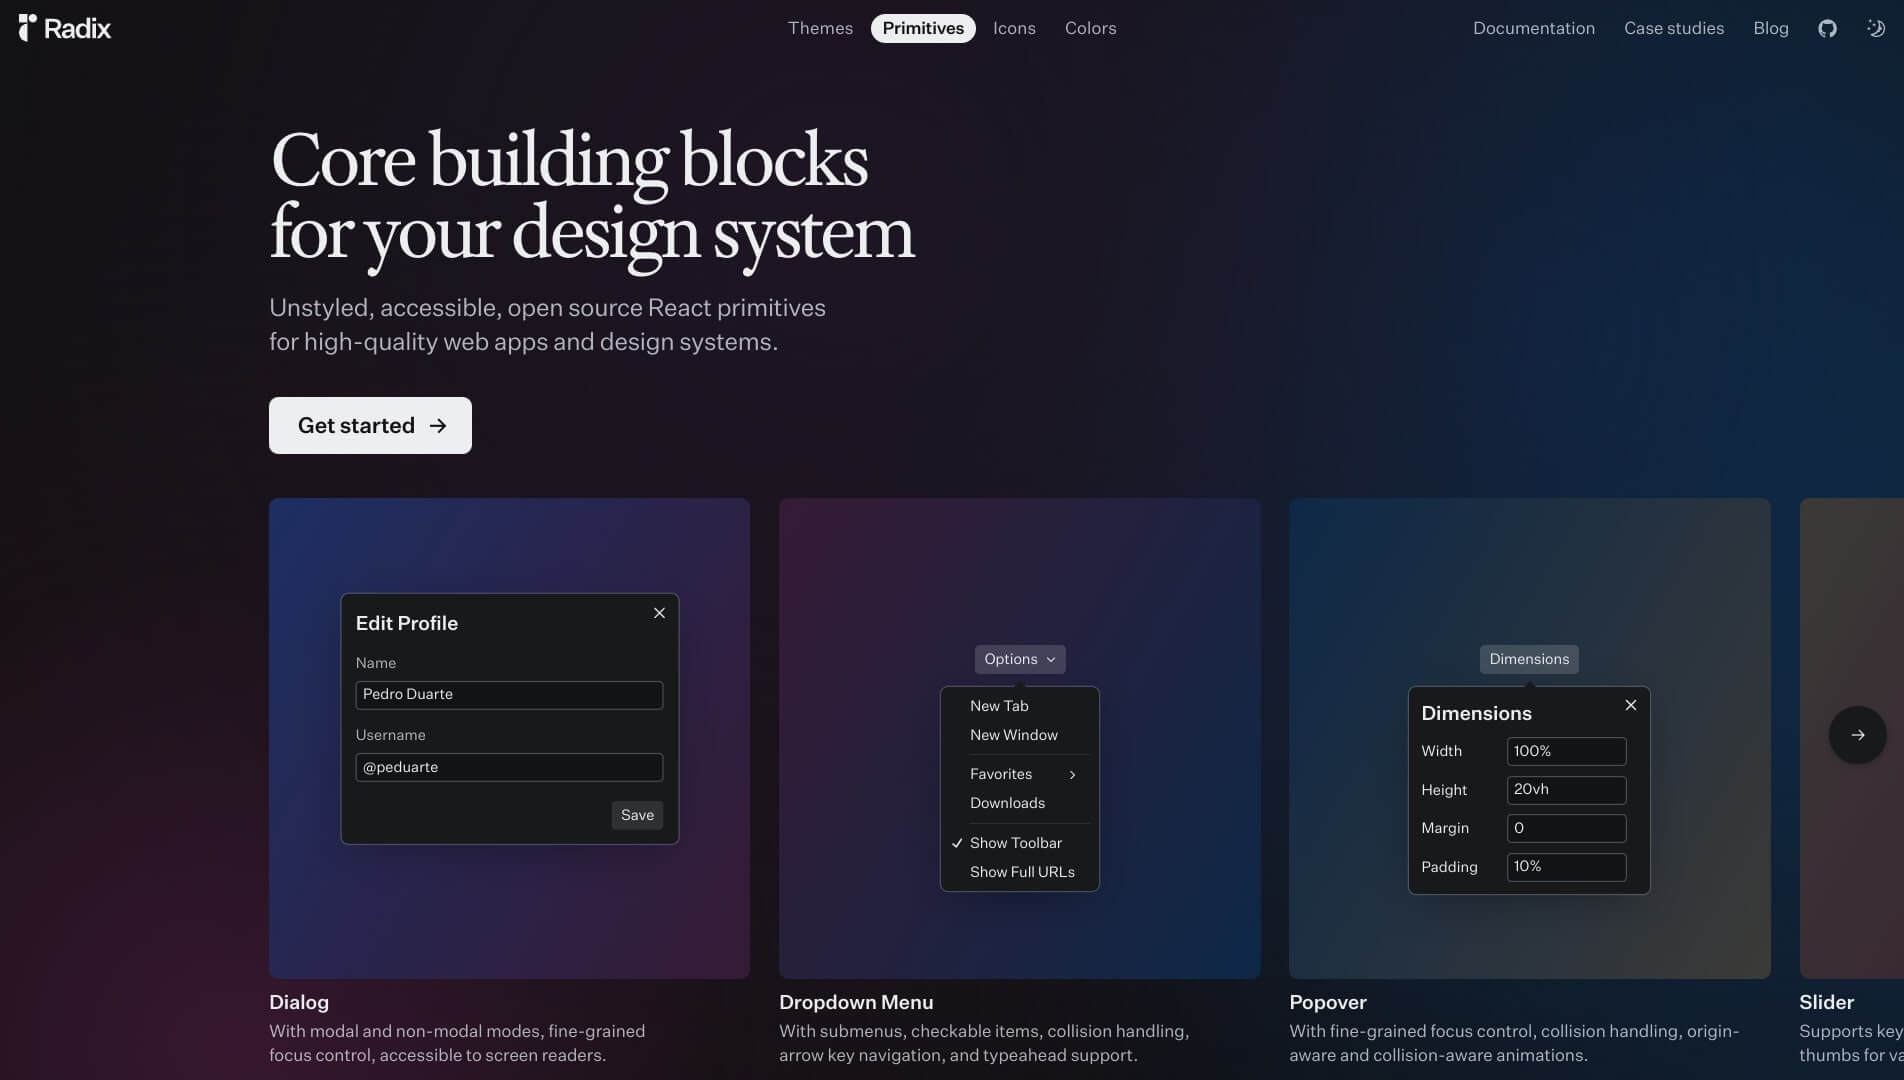 Radix
Themes
Primitives
Icons
Colors
Documentation
Case studies
Blog
Core building blocks
for your design system
Unstyled, accessible, open source React primitives
for high-quality web apps and design systems.
Get started
Edit Profile
Name
Pedro Duarte
Username
@peduarte
Save
Dialog
With modal and non-modal modes, fine-grained
focus control, accessible to screen readers.
Options
New Tab
New Window
Favorites
Downloads
Show Toolbar
Show Full URLs
Dropdown Menu
With submenus, checkable items, collision handling,
arrow key navigation, and typeahead support.
Dimensions
Dimensions
Width 100%
Height 20vh
Margin 0
Padding 10%
Popover
With fine-grained focus control, collision handling, origin-
aware and collision-aware animations.
Slider
Supports key
thumbs for va